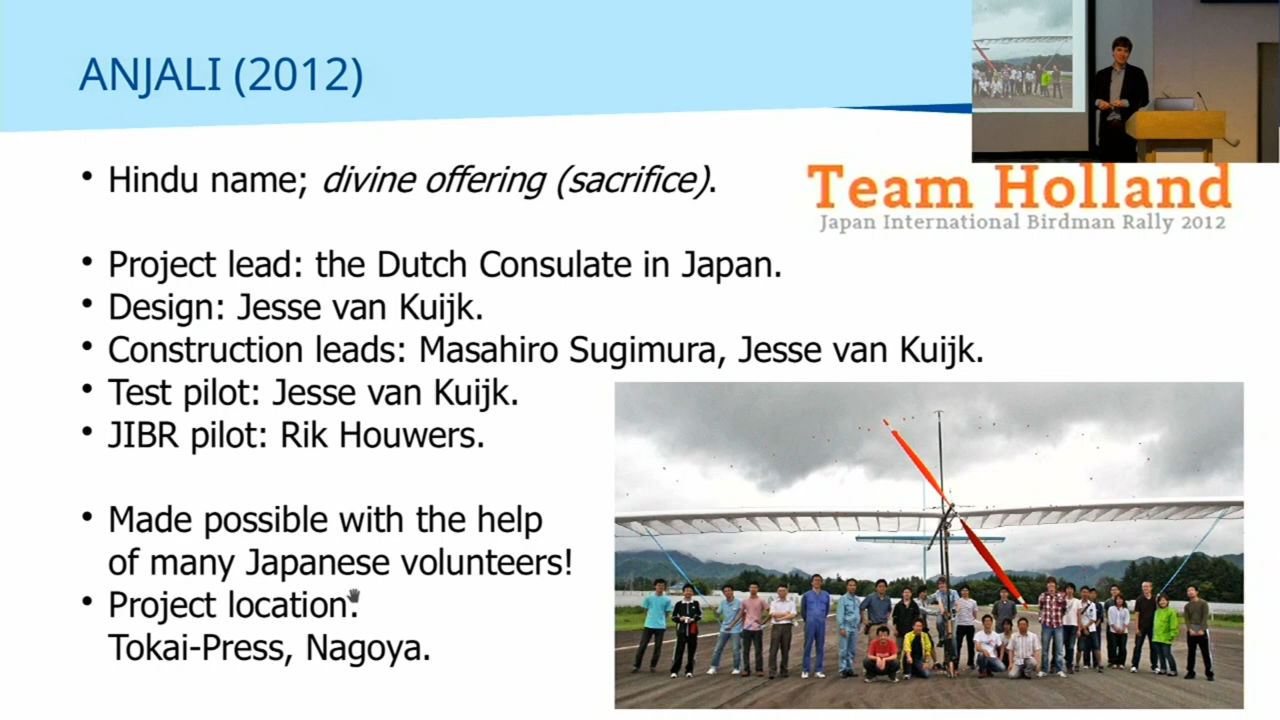 ANJALI (2012)
Hindu name; divine offering (sacrifice).
Team Holland
Japan International Birdman Rally 2012
Project lead: the Dutch Consulate in Japan.
Design: Jesse van Kuijk.
Construction leads: Masahiro Sugimura, Jesse van Kuijk.
Test pilot: Jesse van Kuijk.
JIBR pilot: Rik Houwers.
Made possible with the help
of many Japanese volunteers!
Project location:
Tokai-Press, Nagoya.